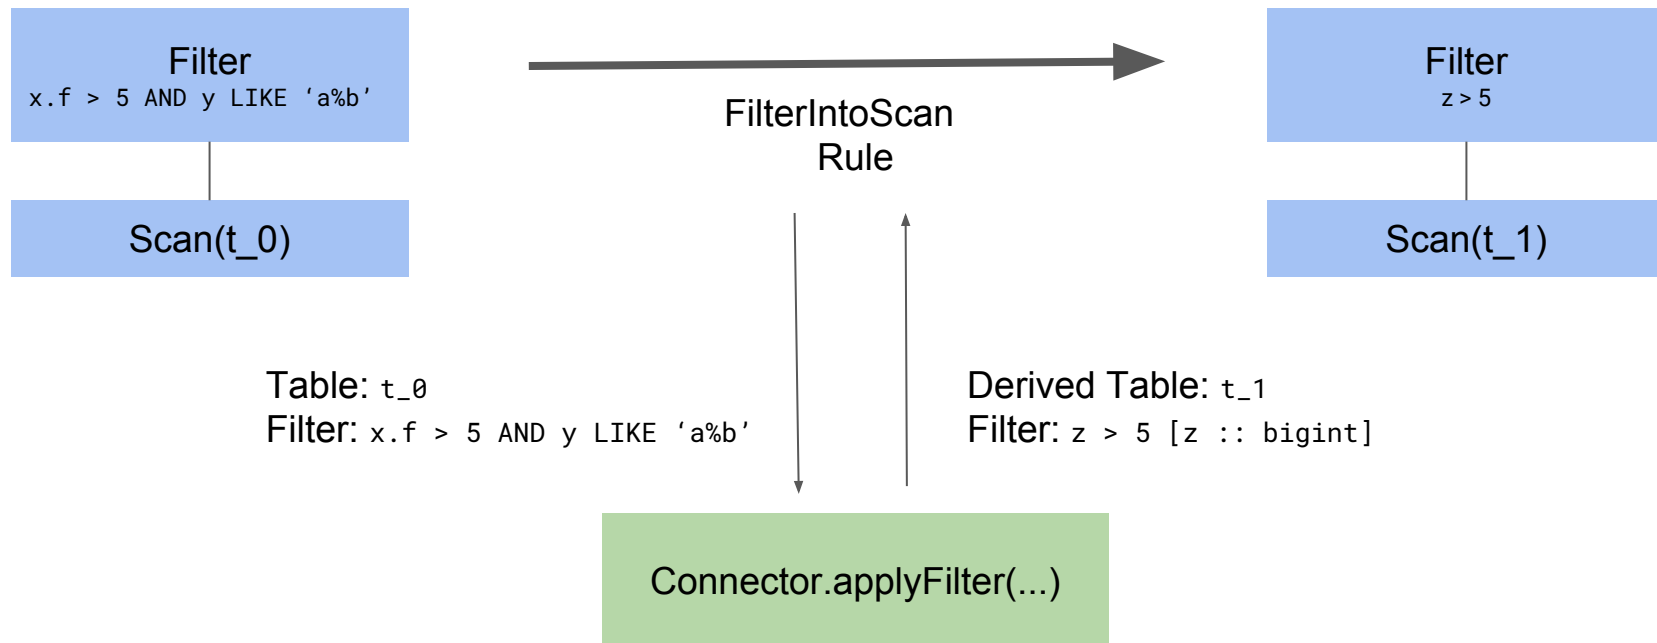 Filter
x.f > 5 AND y LIKE ‘a%b’
Scan(t_0)
FilterIntoScan
Rule
Filter
z > 5
Scan(t_1)
Table: t_0
Filter: x.f > 5 AND y LIKE ‘a%b’
Derived Table: t_1
Filter: z > 5 [z :: bigint]
Connector.applyFilter(...)